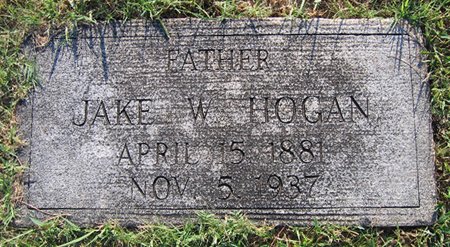 FATHER
JAKE W. HOGAN
APRIL 15 1881
NOV. 5 1937